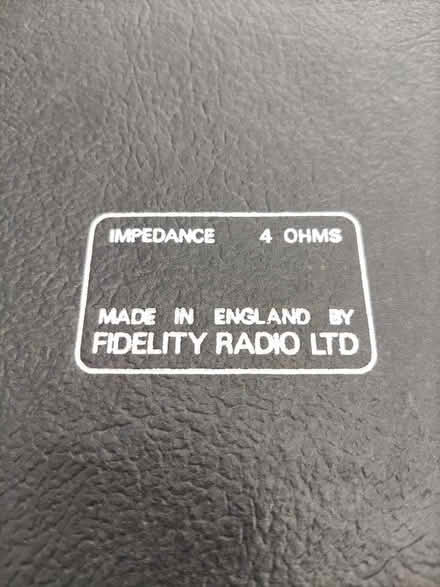 IMPEDANCE 4 OHMS
MADE IN ENGLAND BY
FIDELITY RADIO LTD